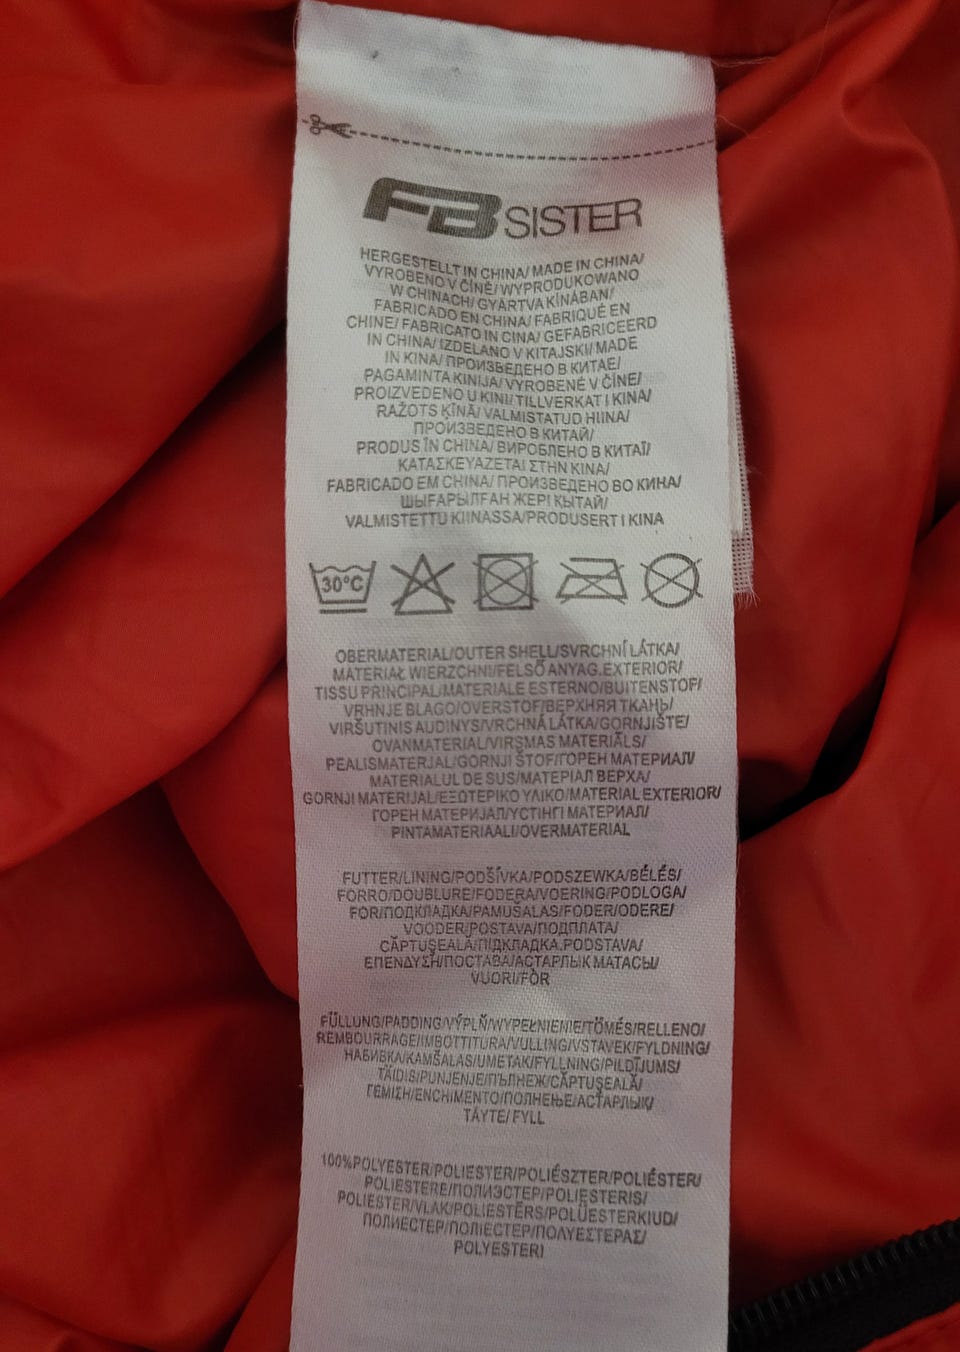 FB SISTER
HERGESTELLT IN CHINA/ MADE IN CHINA/
VYROBENO V ČÍNĚ/ WYPRODUKOWANO
W CHINACH/ GYÁRTVA KÍNÁBAN/
FABRICADO EN CHINA/ FABRIQUÉ EN
CHINE/ FABRICATO IN CINA/ GEFABRICEERD
IN CHINA/ IZDELANO V KITAJSKI/ MADE
IN KINA/ ПРОИЗВЕДЕНО В КИТАЕ/
PAGAMINTA KINIJA/ VYROBENÉ V ČÍNE/
PROIZVEDENO U KINI/ TILLVERKAT I KINA/
RAŽOTS ĶĪNĀ/ VALMISTATUD HIINA/
ПРОИЗВЕДЕНО В КИТАЙ/
PRODUS ÎN CHINA/ ВИРОБЛЕНО В КИТАЇ/
ΚΑΤΑΣΚΕΥΑΖΕΤΑΙ ΣΤΗΝ ΚΙΝΑ/
FABRICADO EM CHINA/ ПРОИЗВЕДЕНО ВО КИНА/
ШЫҒАРЫЛҒАН ЖЕРІ ҚЫТАЙ/
VALMISTETTU KIINASSA/PRODUSERT I KINA
30°C
OBERMATERIAL/OUTER SHELL/SVRCHNÍ LÁTKA/
MATERIAŁ WIERZCHNI/FELSŐ ANYAG.EXTERIOR/
TISSU PRINCIPAL/MATERIALE ESTERNO/BUITENSTOF/
VRHNJE BLAGO/OVERSTOF/ВЕРХНЯЯ ТКАНЬ/
VIRŠUTINIS AUDINYS/VRCHNÁ LÁTKA/GORNJIŠTE/
OVANMATERIAL/VIRSMAS MATERIĀLS/
PEALISMATERJAL/GORNJI ŠTOF/ГОРЕН МАТЕРИАЛ/
MATERIALUL DE SUS/МАТЕРІАЛ ВЕРХА/
GORNJI MATERIJAL/ΕΞΩΤΕΡΙΚΟ ΥΛΙΚΟ/MATERIAL EXTERIOR/
ГОРЕН МАТЕРИЈАЛ/ҮСТІҢГІ МАТЕРИАЛ/
PINTAMATERIAALI/OVERMATERIAL
FUTTER/LINING/PODŠÍVKA/PODSZEWKA/BÉLÉS/
FORRO/DOUBLURE/FODERA/VOERING/PODLOGA/
FOR/ПОДКЛАДКА/PAMUŠALAS/FODER/ODERE/
VOODER/POSTAVA/ПОДПЛАТА/
CĂPTUŞEALĂ/ПІДКЛАДКА.PODSTAVA/
ΕΠΕΝΔΥΣΗ/ПОСТАВА/АСТАРЛЫК МАТАСЫ/
VUORI/FÒR
FÜLLUNG/PADDING/VÝPLŇ/WYPEŁNIENIE/TÖMÉS/RELLENO/
REMBOURRAGE/IMBOTTITURA/VULLING/VSTAVEK/FYLDNING/
НАБИВКА/KAMŠALAS/UMETAK/FYLLNING/PILDĪJUMS/
TÄIDIS/PUNJENJE/ПЪЛНЕЖ/CĂPTUŞEALĂ/
ΓΕΜΙΣΗ/ENCHIMENTO/ПОЛНЕЊЕ/АСТАРЛЫК/
TÄYTE/ FYLL
100%POLYESTER/POLIESTER/POLIÉSZTER/POLIÉSTER/
POLIESTERE/ПОЛИЭСТЕР/POLIESTERIS/
POLIESTER/VLAK/POLIESTERS/POLÜESTERKIUD/
ПОЛИЕСТЕР/ПОЛІЕСТЕР/ΠΟΛΥΕΣΤΕΡΑΣ/
POLYESTERI